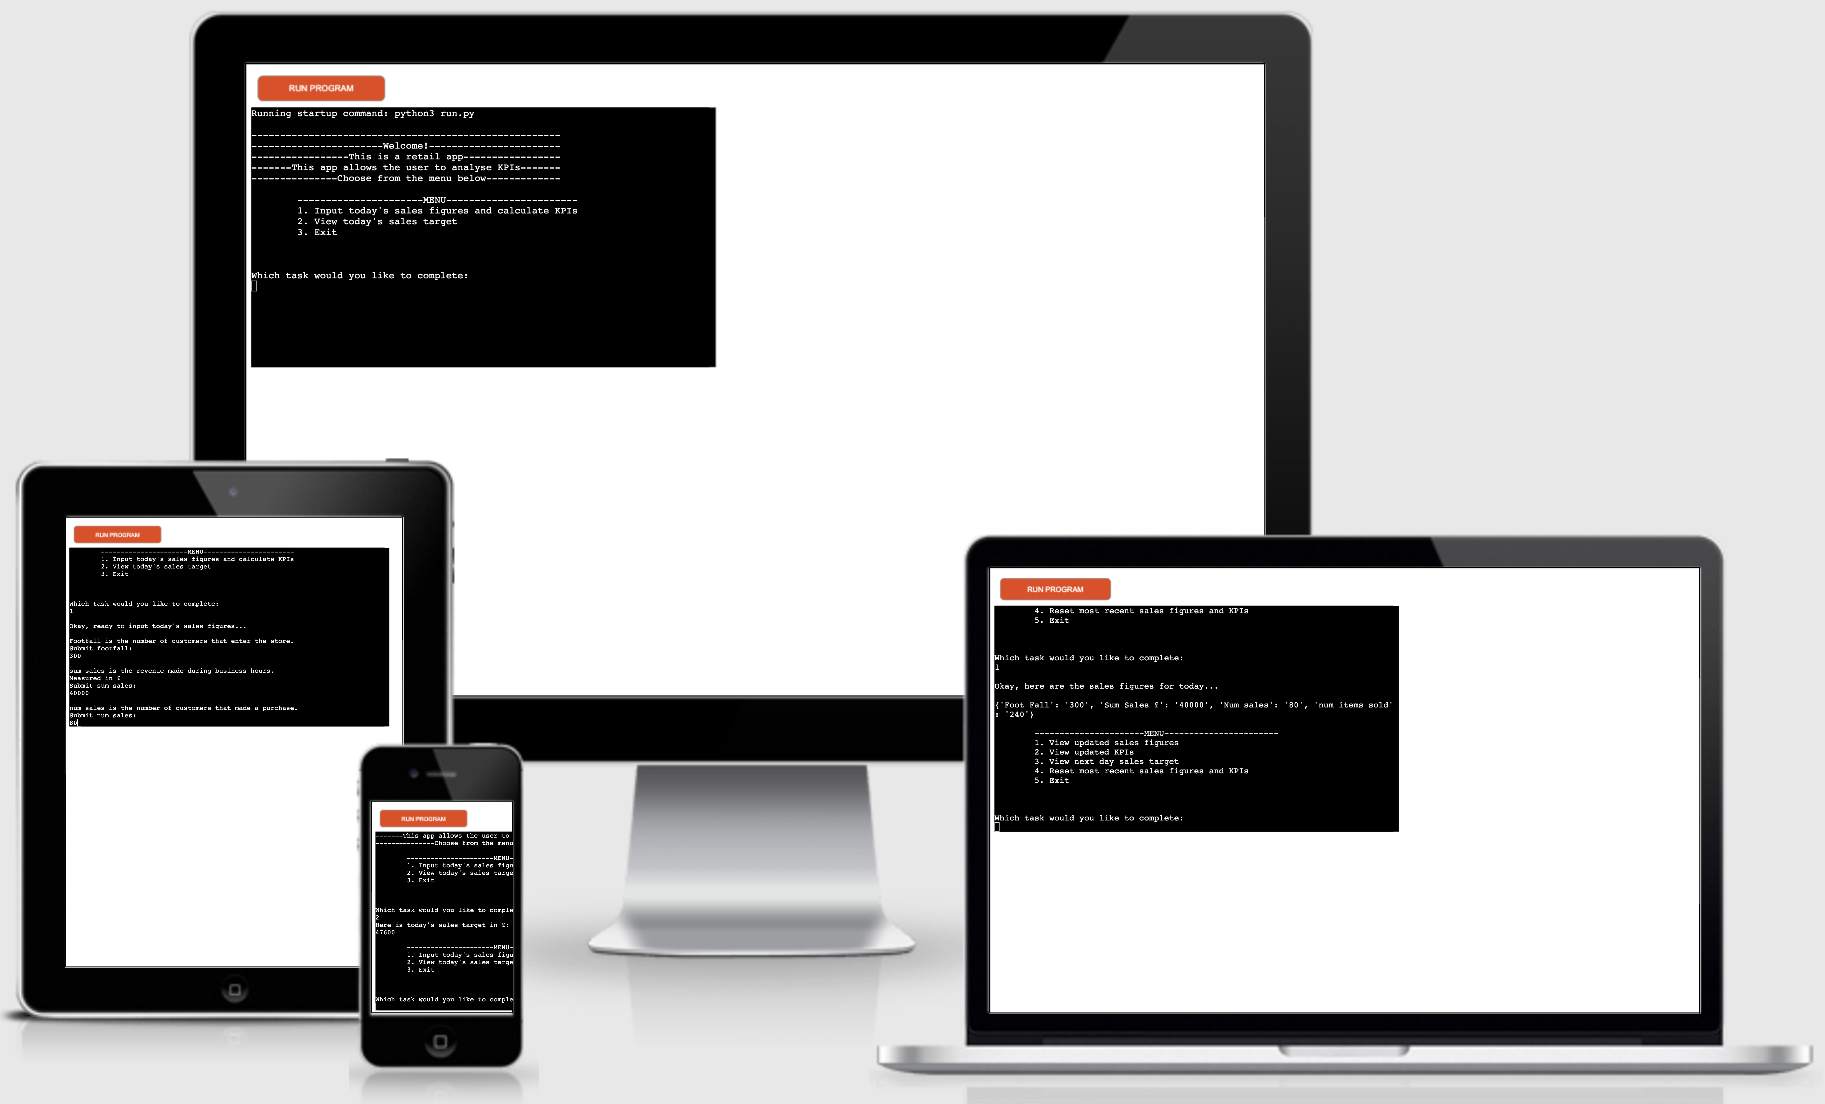 RUN PROGRAM
Running startup command: python3 run.py
------------------------------------------------------
-----------------------Welcome!-----------------------
-----------------This is a retail app-----------------
-------This app allows the user to analyse KPIs-------
---------------Choose from the menu below-------------
----------------------MENU-----------------------
1. Input today's sales figures and calculate KPIs
2. View today's sales target
3. Exit
Which task would you like to complete:
RUN PROGRAM
----------------------MENU-----------------------
1. Input today's sales figures and calculate KPIs
2. View today's sales target
3. Exit
Which task would you like to complete:
1
Okay, ready to input today's sales figures...
Footfall is the number of customers that enter the store.
Submit footfall:
300
sum sales is the revenue made during business hours.
Measured in £
Submit sum sales:
40000
num sales is the number of customers that made a purchase.
Submit num sales:
80
RUN PROGRAM
-------This app allows the user to
---------------Choose from the menu
----------------------MENU-
1. Input today's sales figu
2. View today's sales targe
3. Exit
Which task would you like to comple
2
Here is today's sales target in £:
47600
----------------------MENU-
1. Input today's sales figu
2. View today's sales targe
3. Exit
Which task would you like to comple
RUN PROGRAM
4. Reset most recent sales figures and KPIs
5. Exit
Which task would you like to complete:
1
Okay, here are the sales figures for today...
{'Foot Fall': '300', 'Sum Sales £': '40000', 'Num sales': '80', 'num items sold'
: '240'}
----------------------MENU-----------------------
1. View updated sales figures
2. View updated KPIs
3. View next day sales target
4. Reset most recent sales figures and KPIs
5. Exit
Which task would you like to complete: